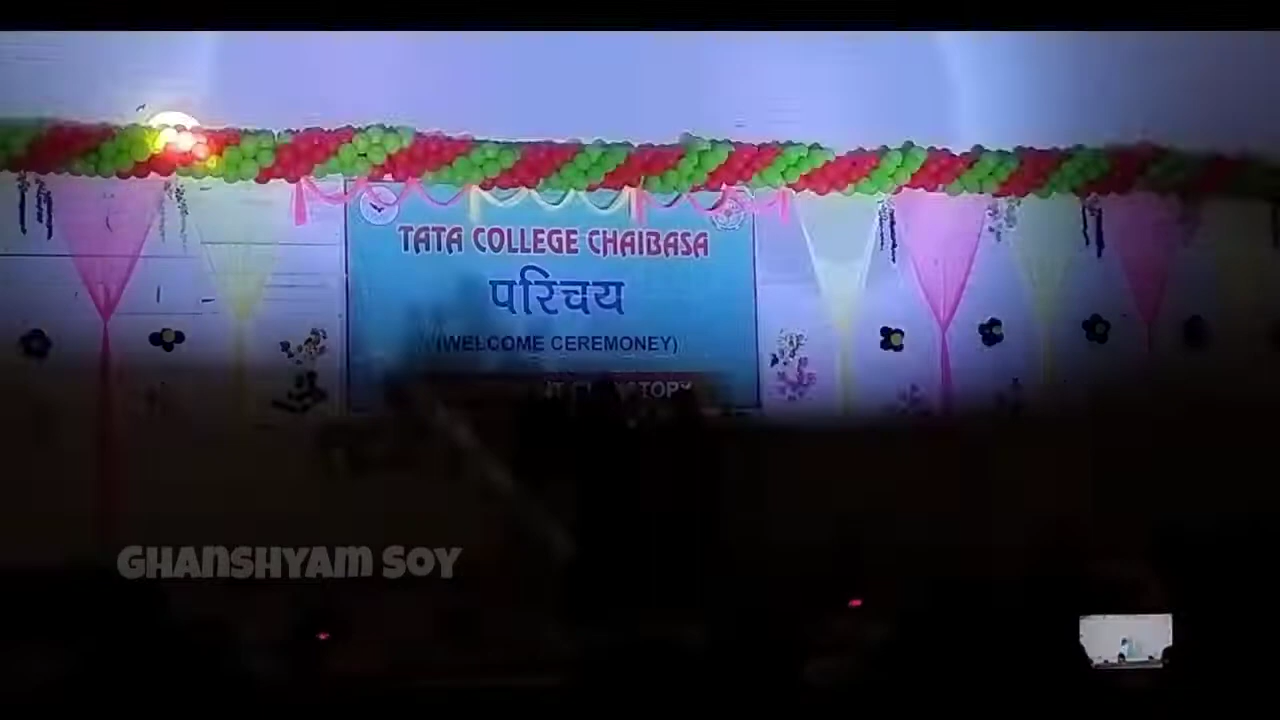 TATA COLLEGE CHAIBASA
परिचय
(WELCOME CEREMONEY)
GHANSHYAM SOY